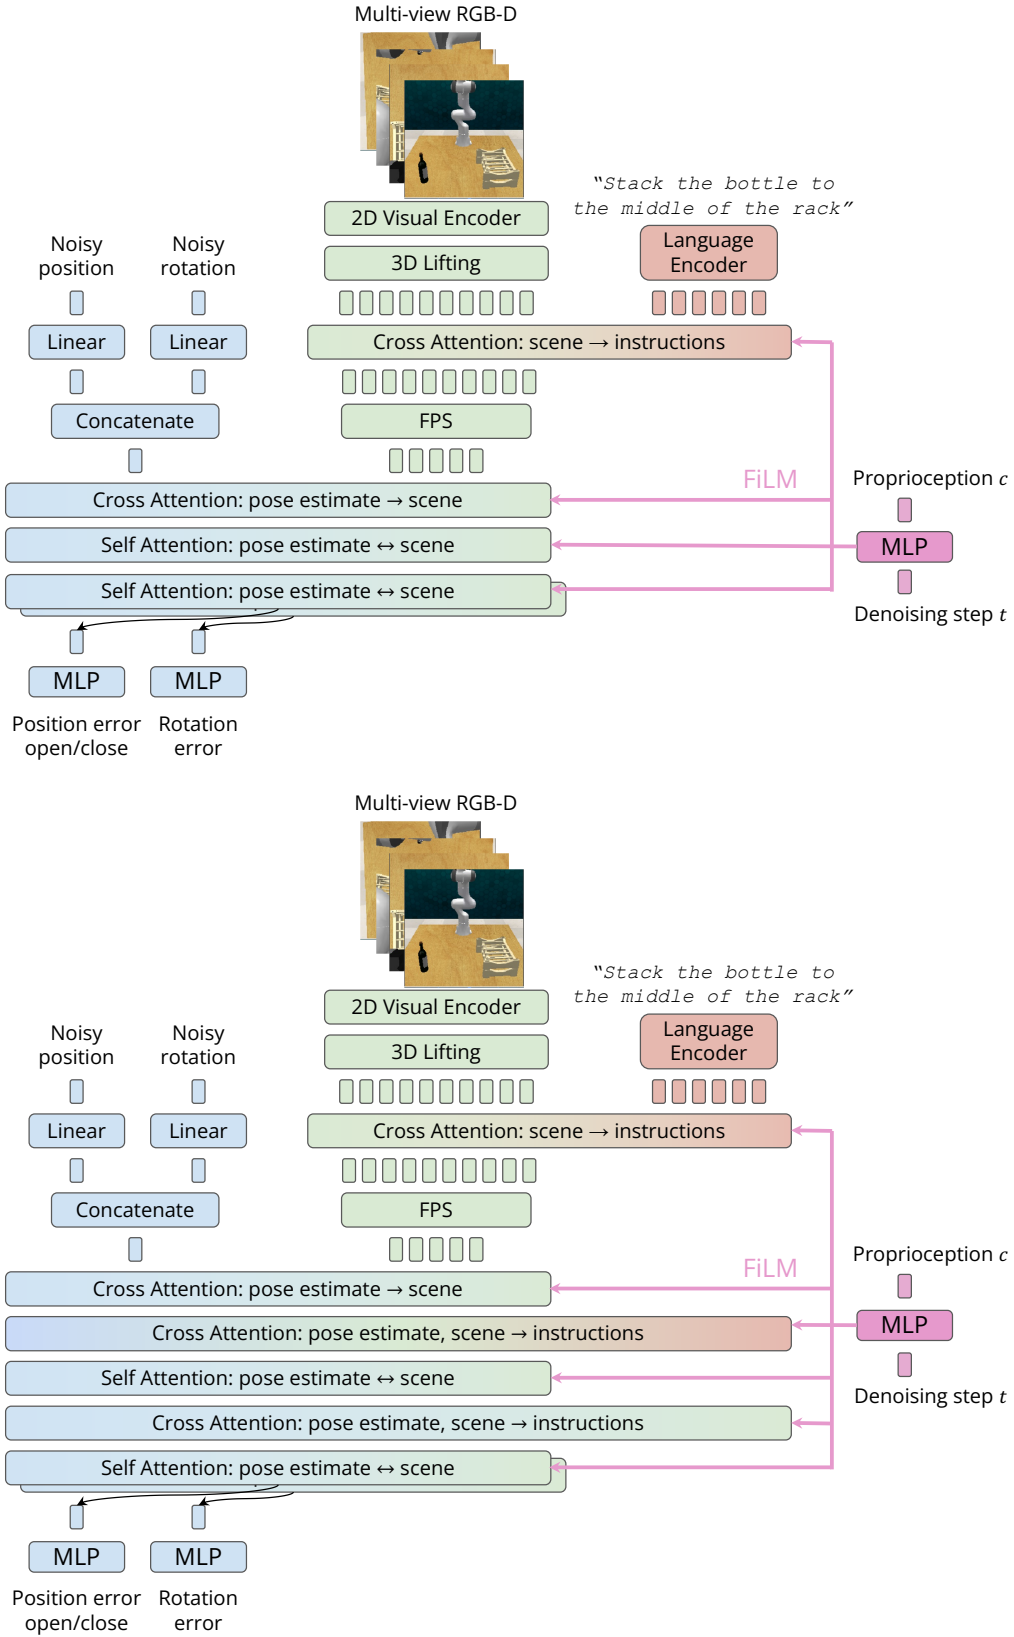 Multi-view RGB-D
“Stack the bottle to
the middle of the rack”
2D Visual Encoder
Language
Encoder
Noisy
position
Noisy
rotation
3D Lifting
Linear
Linear
Cross Attention: scene → instructions
Concatenate
FPS
FiLM
Proprioception c
Cross Attention: pose estimate → scene
Self Attention: pose estimate ↔ scene
MLP
Self Attention: pose estimate ↔ scene
Denoising step t
MLP
MLP
Position error
open/close
Rotation
error
Multi-view RGB-D
“Stack the bottle to
the middle of the rack”
2D Visual Encoder
Language
Encoder
Noisy
position
Noisy
rotation
3D Lifting
Linear
Linear
Cross Attention: scene → instructions
Concatenate
FPS
FiLM
Proprioception c
Cross Attention: pose estimate → scene
MLP
Cross Attention: pose estimate, scene → instructions
Self Attention: pose estimate ↔ scene
Denoising step t
Cross Attention: pose estimate, scene → instructions
Self Attention: pose estimate ↔ scene
MLP
MLP
Position error
open/close
Rotation
error